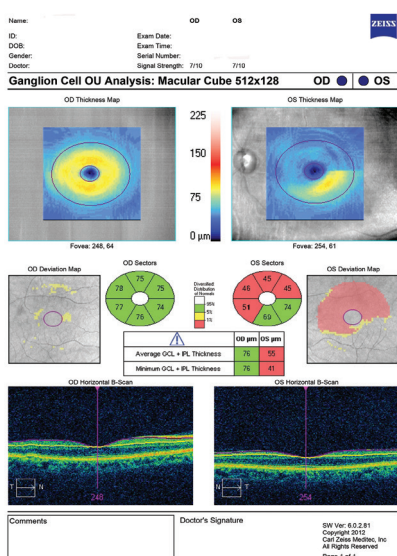 Name: OD OS
ZEISS
ID: Exam Date:
DOB: Exam Time:
Gender: Serial Number:
Doctor: Signal Strength: 7/10 7/10
Ganglion Cell OU Analysis: Macular Cube 512x128 OD OS
OD Thickness Map OS Thickness Map
225
150
75
0 µm
Fovea: 248, 64 Fovea: 254, 61
OD Deviation Map OD Sectors OS Sectors OS Deviation Map
75
78 75
77 74
76
Diversified
Distribution
of Normals
95%
5%
1%
45
46 45
51 74
69
OD µm OS µm
Average GCL + IPL Thickness 76 55
Minimum GCL + IPL Thickness 76 41
OD Horizontal B-Scan OS Horizontal B-Scan
T N 248
T N 254
Comments Doctor's Signature
SW Ver: 6.0.2.81
Copyright 2012
Carl Zeiss Meditec, Inc
All Rights Reserved
Page 1 of 1